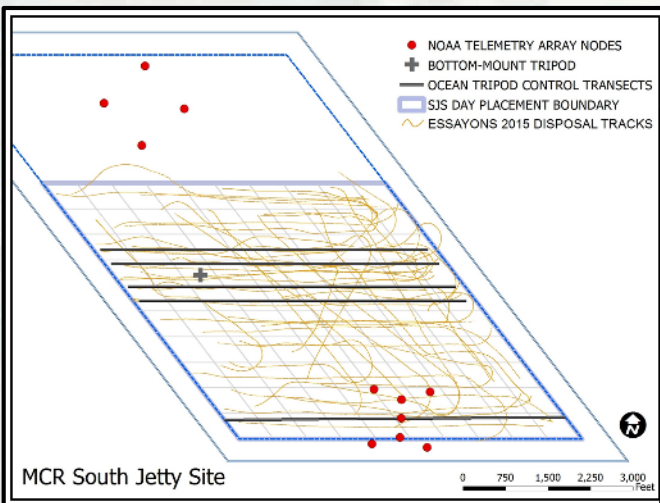 NOAA TELEMETRY ARRAY NODES
BOTTOM-MOUNT TRIPOD
OCEAN TRIPOD CONTROL TRANSECTS
SJS DAY PLACEMENT BOUNDARY
ESSAYONS 2015 DISPOSAL TRACKS
N
MCR South Jetty Site
0 750 1,500 2,250 3,000
Feet